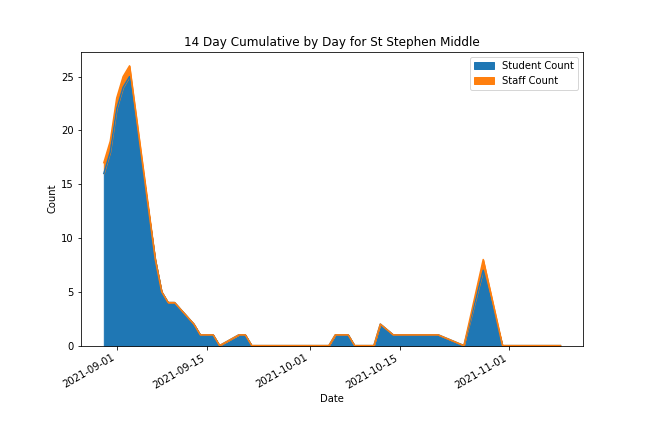 14 Day Cumulative by Day for St Stephen Middle
Student Count
Staff Count
25
20
15
10
5
0
Count
2021-09-01
2021-09-15
2021-10-01
2021-10-15
2021-11-01
Date